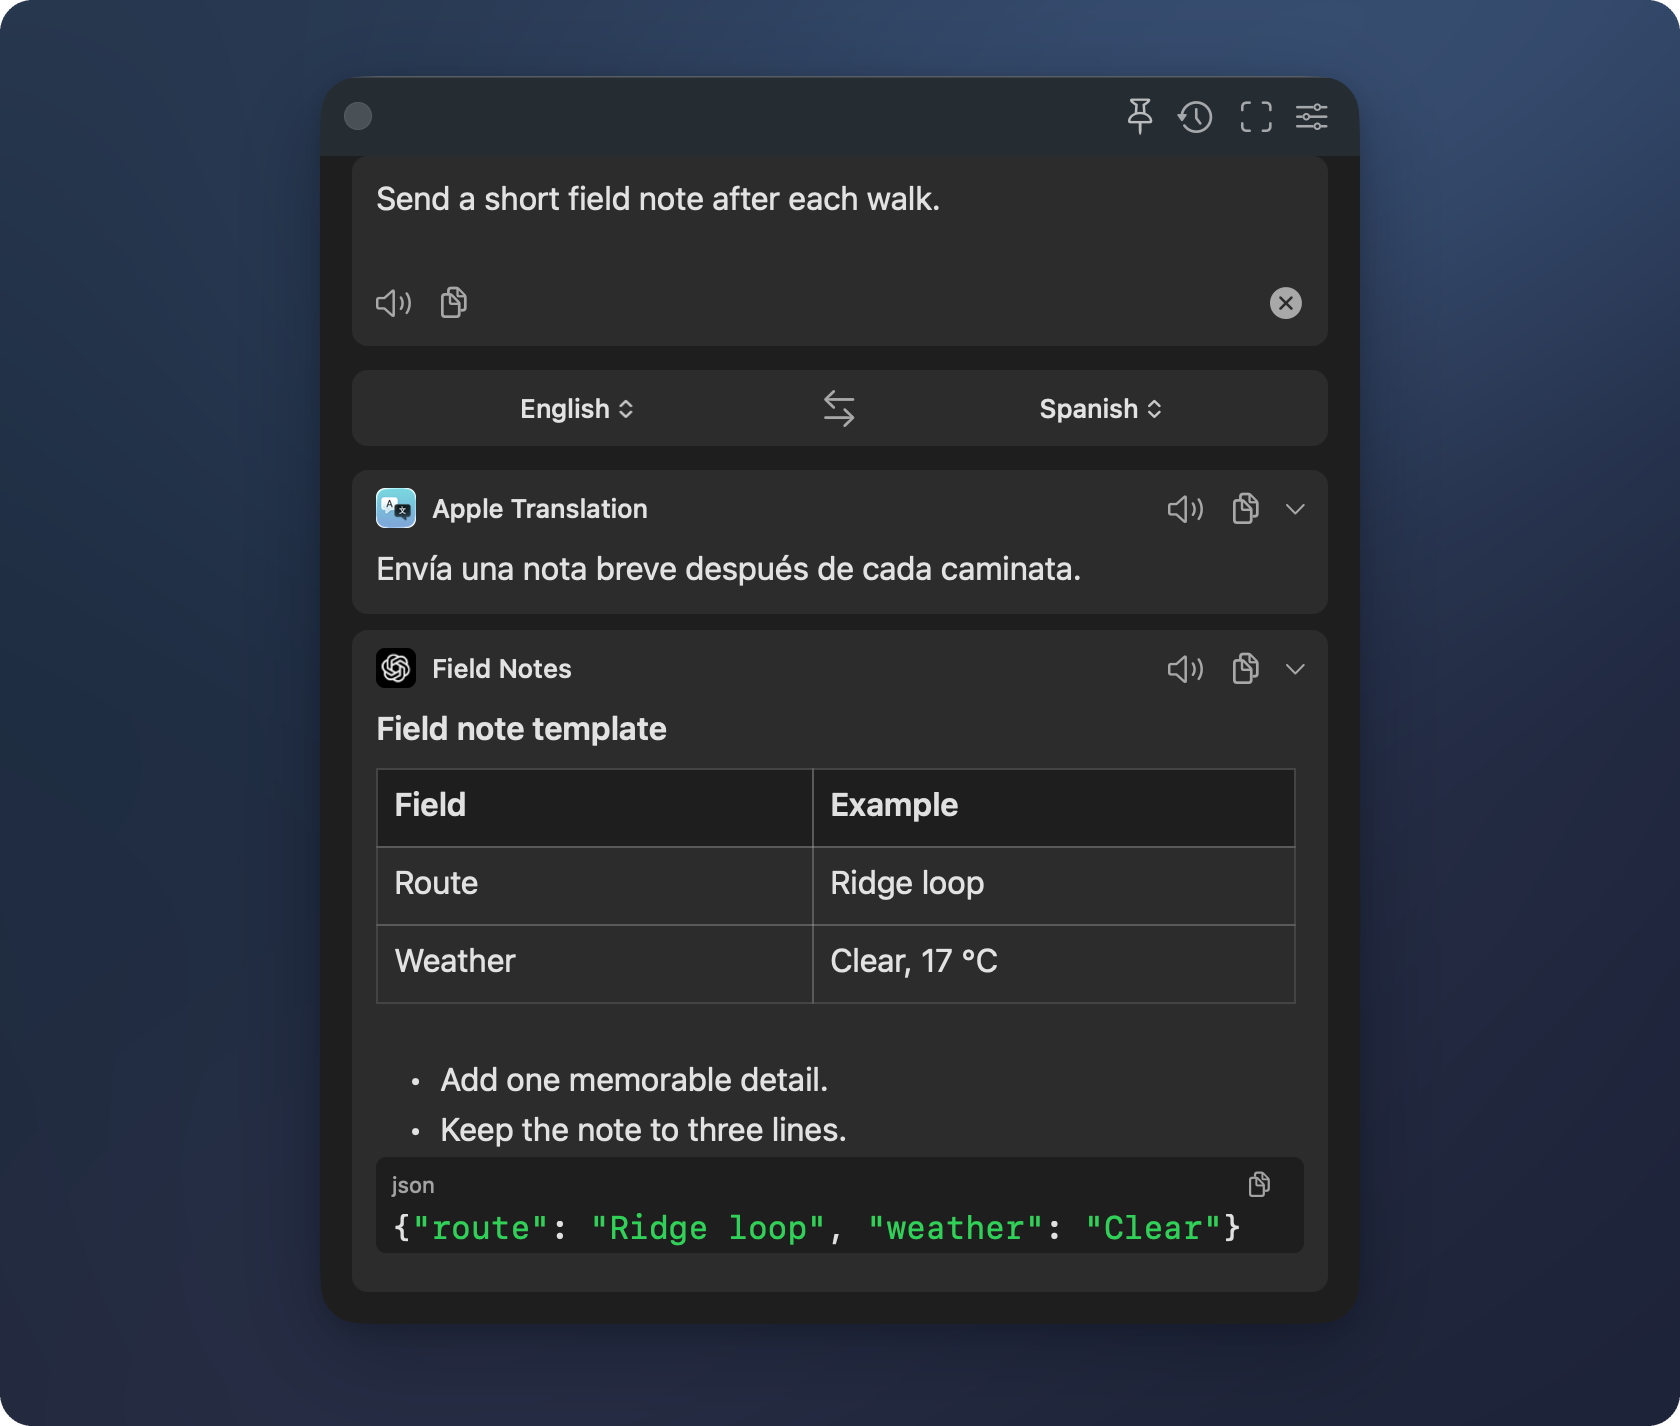 Send a short field note after each walk.
English
Spanish
Apple Translation
Envía una nota breve después de cada caminata.
Field Notes
Field note template
Field Example
Route Ridge loop
Weather Clear, 17 °C
• Add one memorable detail.
• Keep the note to three lines.
json
{"route": "Ridge loop", "weather": "Clear"}